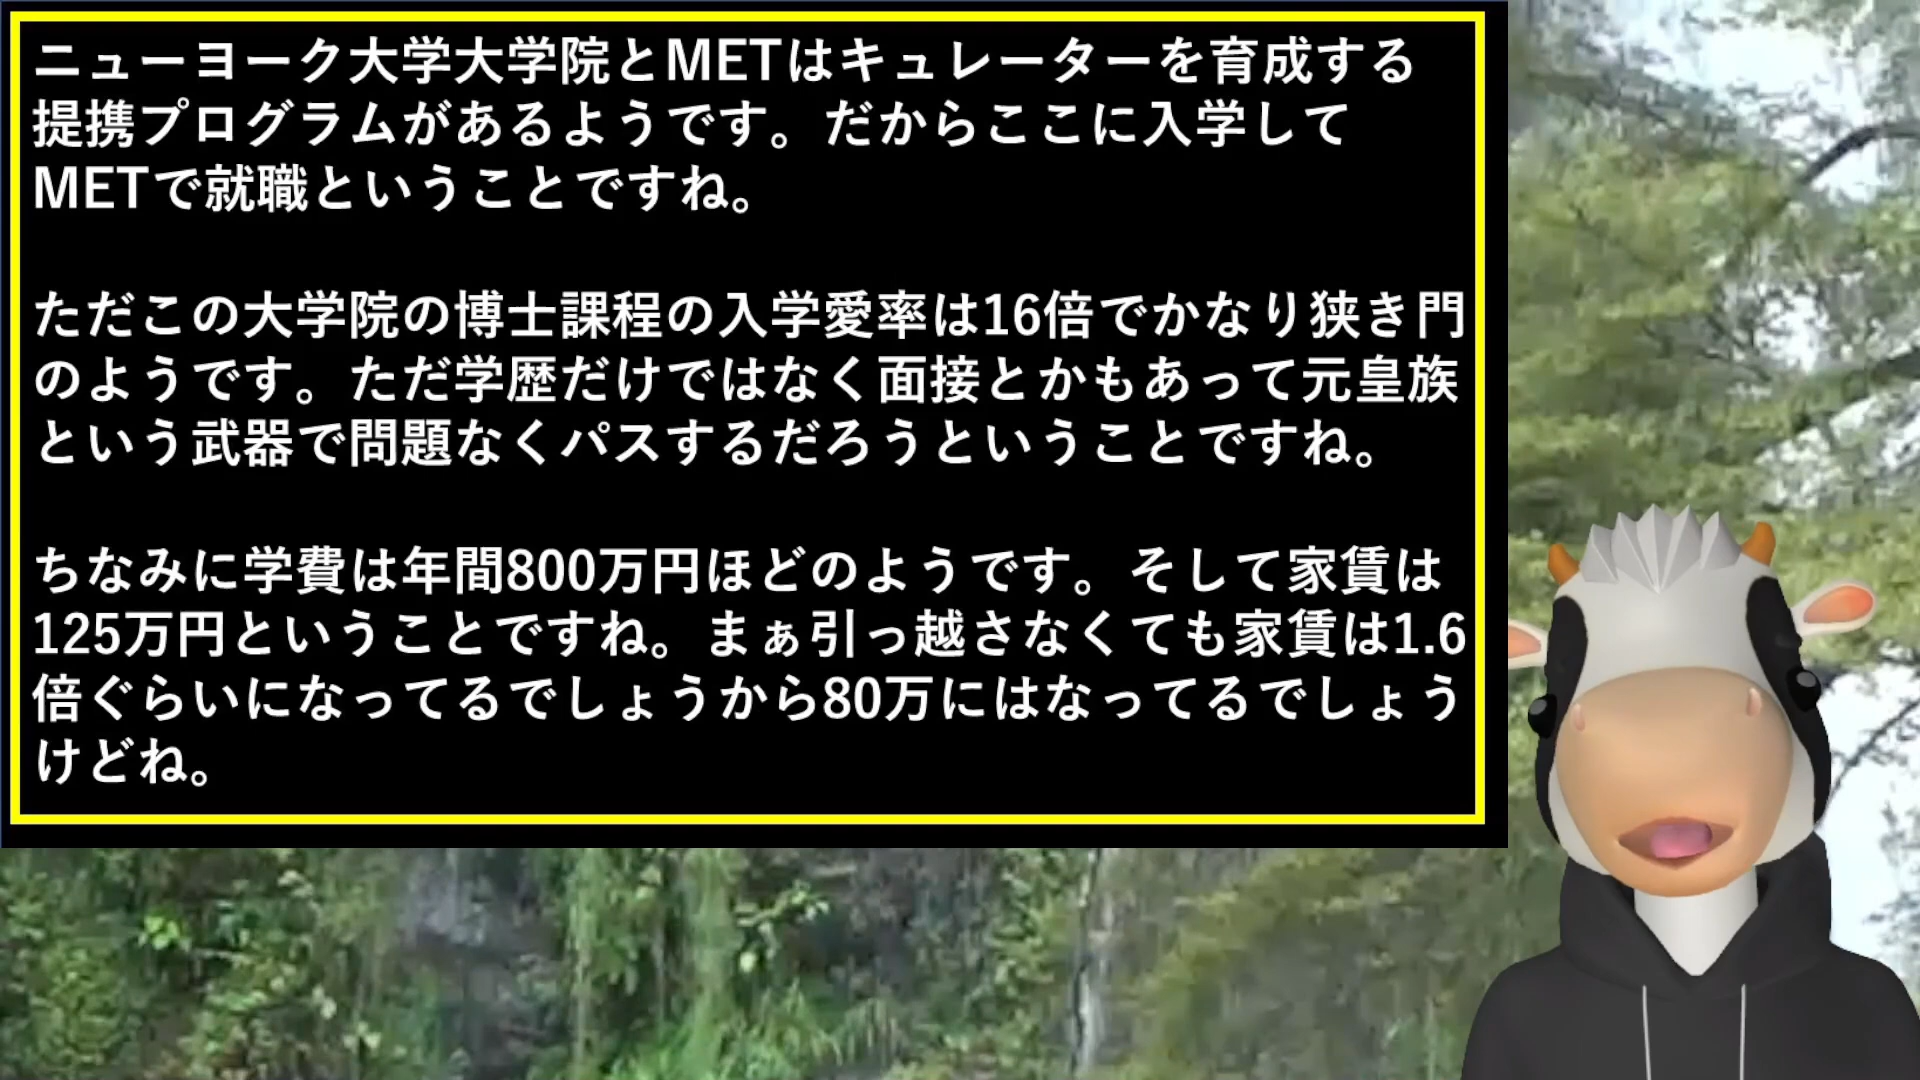 ニューヨーク大学大学院とMETはキュレーターを育成する
提携プログラムがあるようです。だからここに入学して
METで就職ということですね。
ただこの大学院の博士課程の入学愛率は16倍でかなり狭き門
のようです。ただ学歴だけではなく面接とかもあって元皇族
という武器で問題なくパスするだろうということですね。
ちなみに学費は年間800万円ほどのようです。そして家賃は
125万円ということですね。まぁ引っ越さなくても家賃は1.6
倍ぐらいになってるでしょうから80万にはなってるでしょう
けどね。